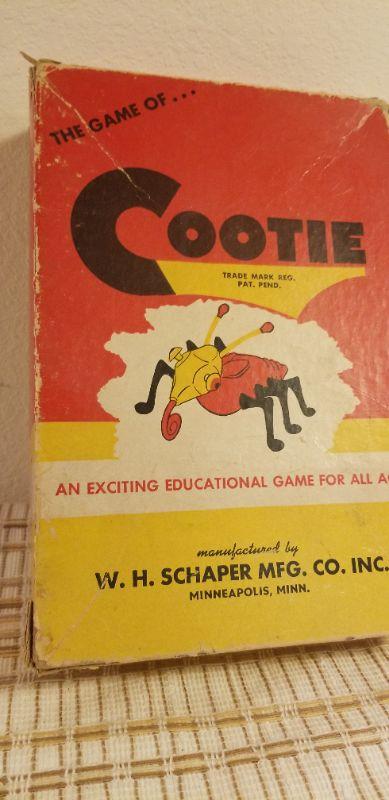 THE GAME OF...
COOTIE
TRADE MARK REG.
PAT. PEND.
AN EXCITING EDUCATIONAL GAME FOR ALL
manufactured by
W. H. SCHAPER MFG. CO. INC.
MINNEAPOLIS, MINN.